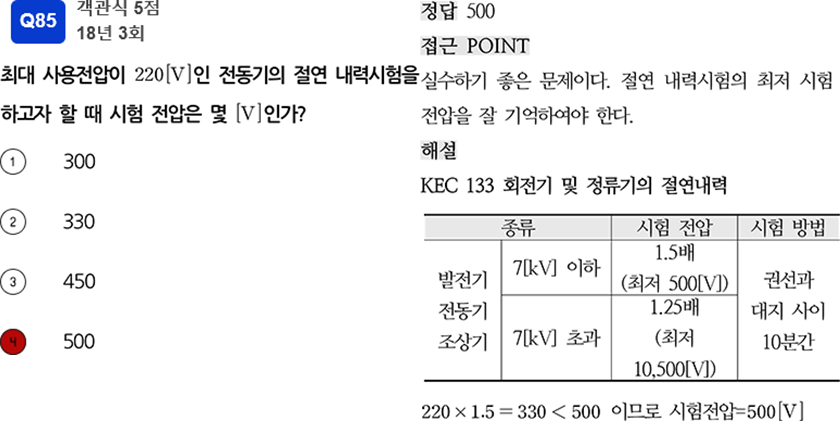 Q85
객관식 5점
18년 3회
최대 사용전압이 220[V]인 전동기의 절연 내력시험을
하고자 할 때 시험 전압은 몇 [V]인가?
1 300
2 330
3 450
4 500
정답 500
접근 POINT
실수하기 좋은 문제이다. 절연 내력시험의 최저 시험
전압을 잘 기억하여야 한다.
해설
KEC 133 회전기 및 정류기의 절연내력
종류 시험 전압 시험 방법
발전기
전동기
조상기
7[kV] 이하
1.5배
(최저 500[V])
7[kV] 초과
1.25배
(최저
10,500[V])
권선과
대지 사이
10분간
220 × 1.5 = 330 < 500 이므로 시험전압=500[V]